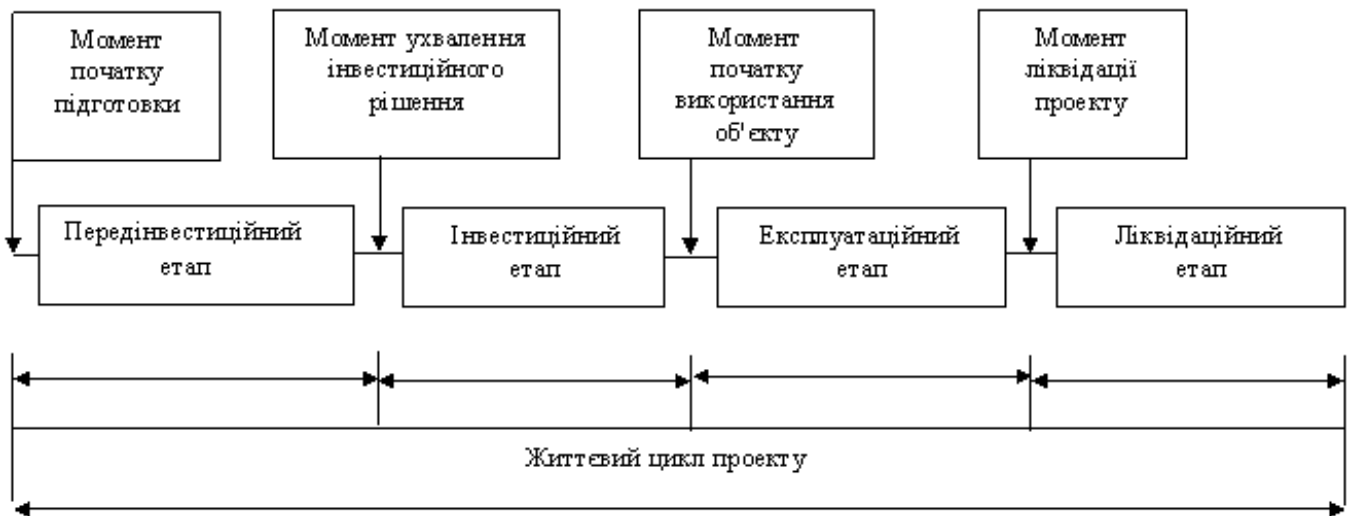 Момент
початку
підготовки
Момент ухвалення
інвестиційного
рішення
Момент
початку
використання
об'єкту
Момент
ліквідації
проекту
Передінвестиційний
етап
Інвестиційний
етап
Експлуатаційний
етап
Ліквідаційний
етап
Життєвий цикл проекту